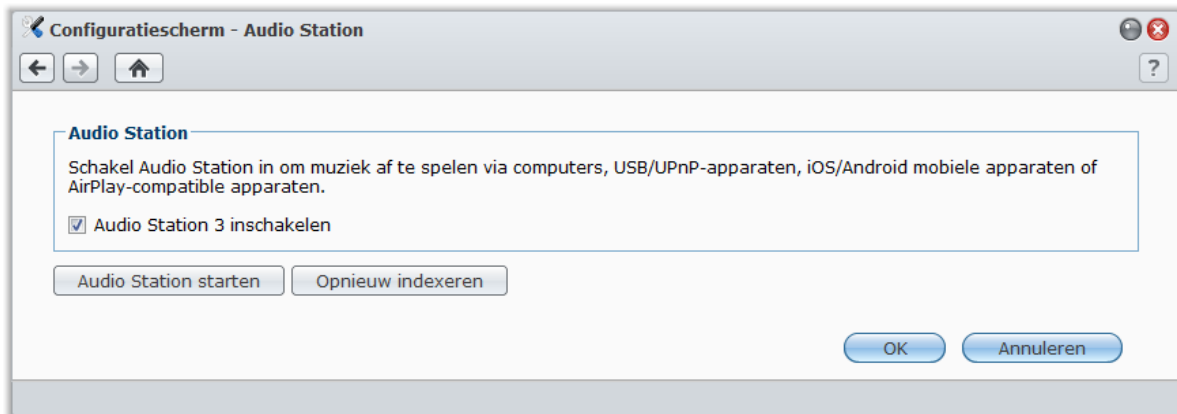 Configuratiescherm - Audio Station
?
Audio Station
Schakel Audio Station in om muziek af te spelen via computers, USB/UPnP-apparaten, iOS/Android mobiele apparaten of
AirPlay-compatible apparaten.
Audio Station 3 inschakelen
Audio Station starten Opnieuw indexeren
OK Annuleren